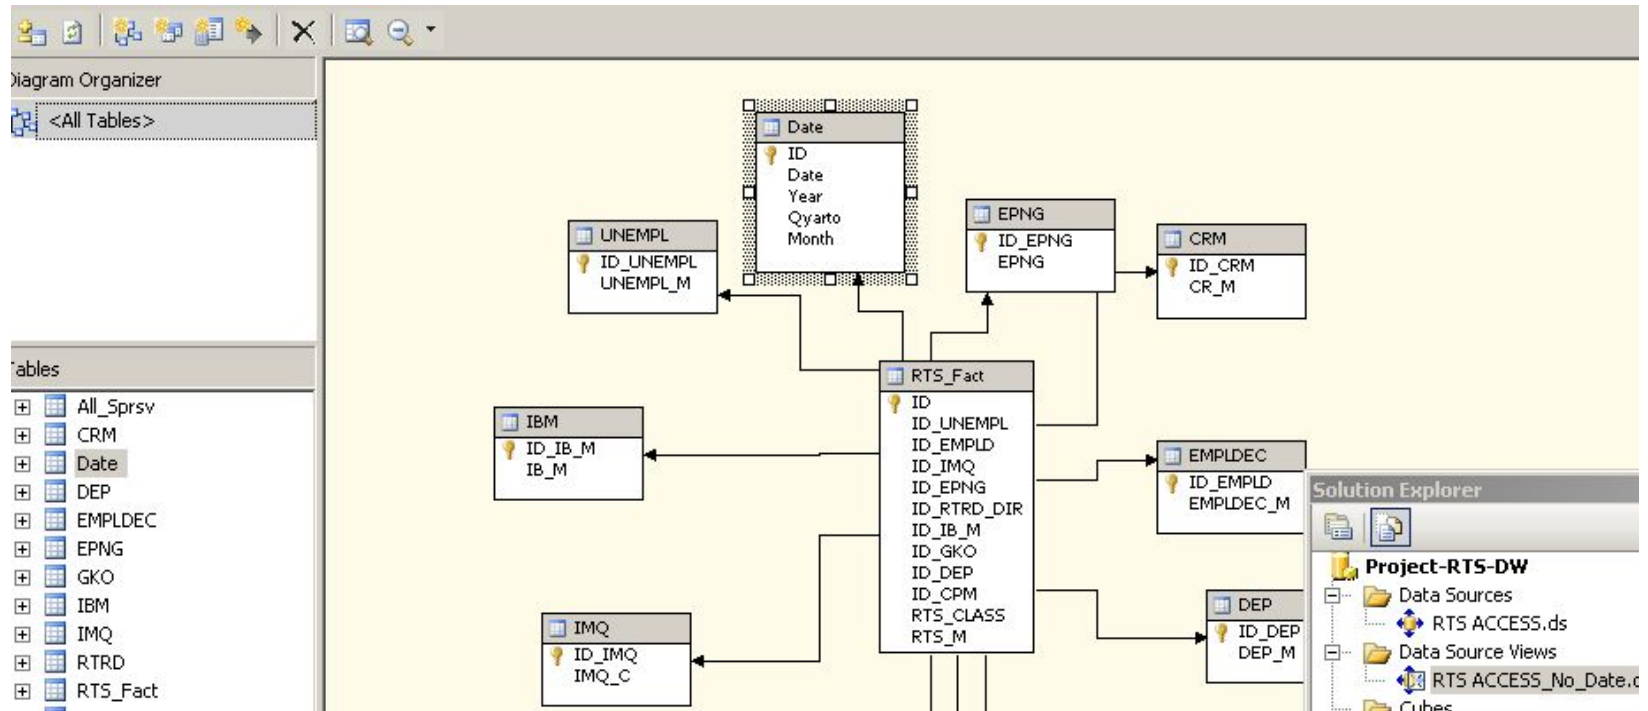 Diagram Organizer
<All Tables>
Tables
All_Sprsv
CRM
Date
DEP
EMPLDEC
EPNG
GKO
IBM
IMQ
RTRD
RTS_Fact
Date
ID
Date
Year
Qyarto
Month
UNEMPL
ID_UNEMPL
UNEMPL_M
EPNG
ID_EPNG
EPNG
CRM
ID_CRM
CR_M
RTS_Fact
ID
ID_UNEMPL
ID_EMPLD
ID_IMQ
ID_EPNG
ID_RTRD_DIR
ID_IB_M
ID_GKO
ID_DEP
ID_CPM
RTS_CLASS
RTS_M
IBM
ID_IB_M
IB_M
EMPLDEC
ID_EMPLD
EMPLDEC_M
IMQ
ID_IMQ
IMQ_C
DEP
ID_DEP
DEP_M
Solution Explorer
Project-RTS-DW
Data Sources
RTS ACCESS.ds
Data Source Views
RTS ACCESS_No_Date.d
Cubes